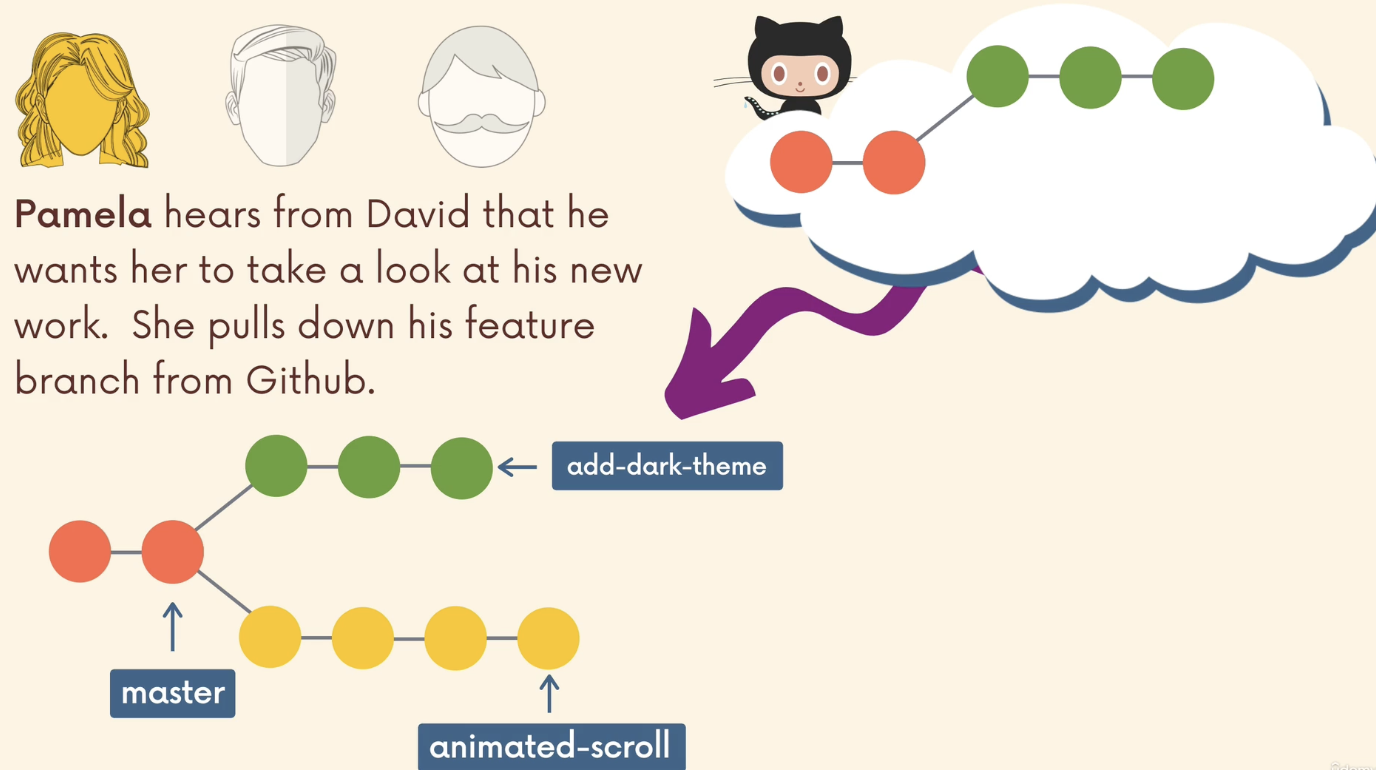 Pamela hears from David that he
wants her to take a look at his new
work. She pulls down his feature
branch from Github.
add-dark-theme
master
animated-scroll